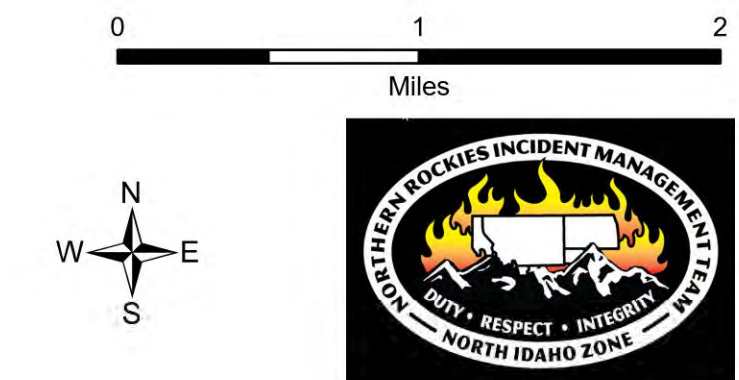 0 1 2
Miles
N
W E
S
NORTHERN ROCKIES INCIDENT MANAGEMENT TEAM
DUTY • RESPECT • INTEGRITY
NORTH IDAHO ZONE